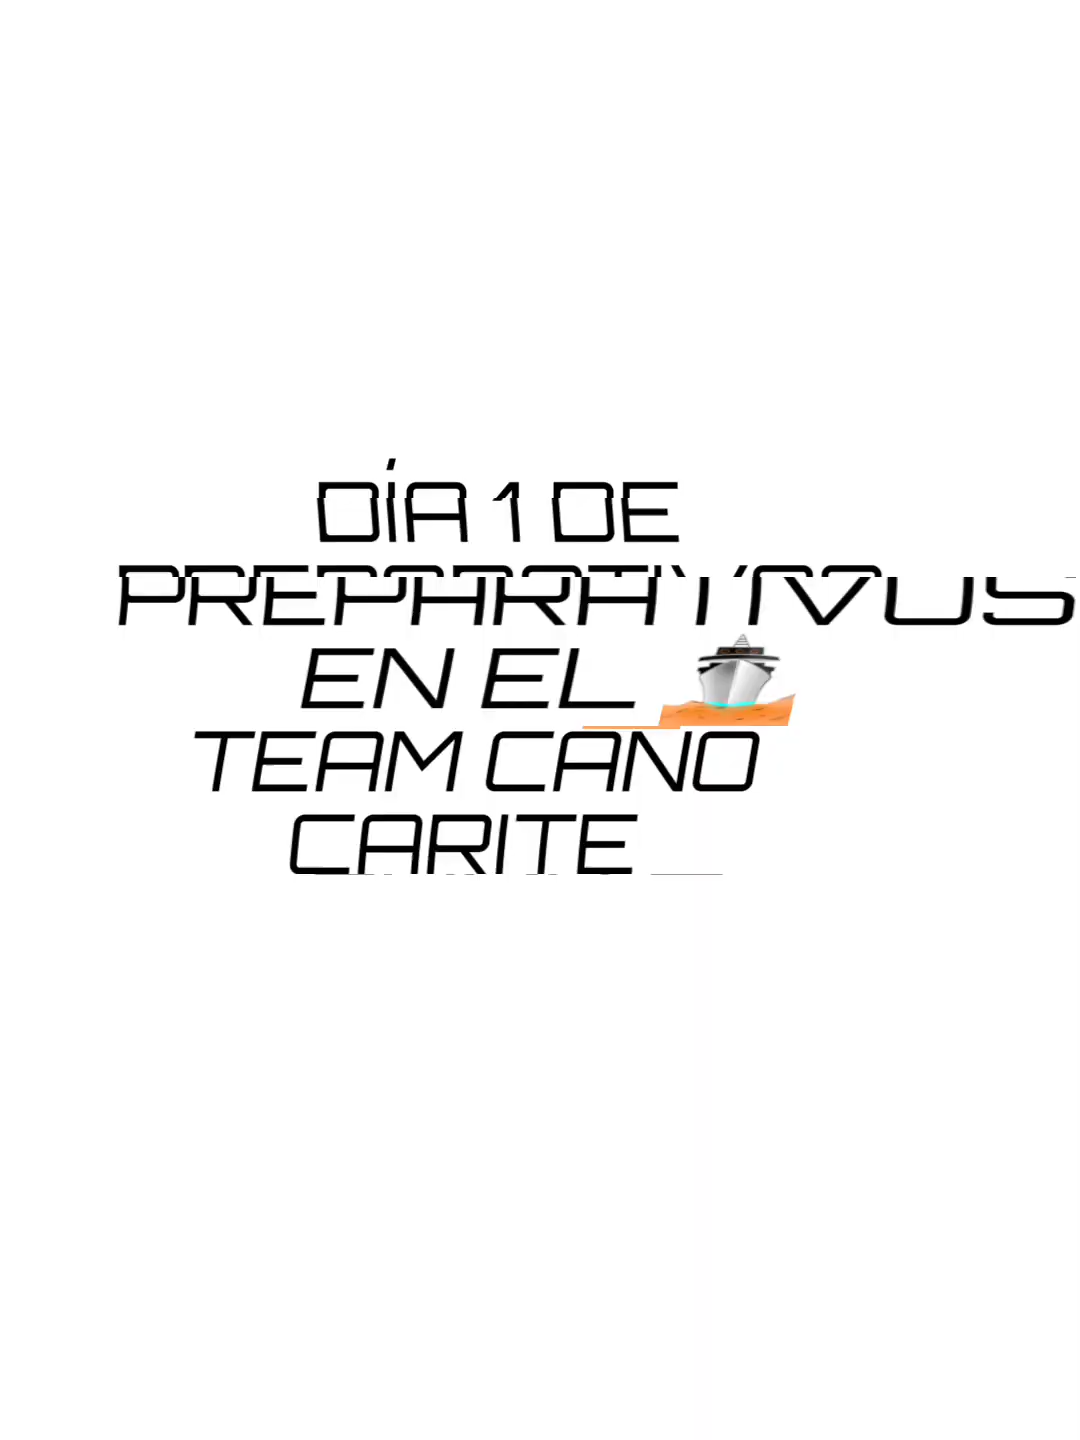 DÍA 1 DE
PREPARATIVOS
EN EL 🛳
TEAM CANO
CARITE